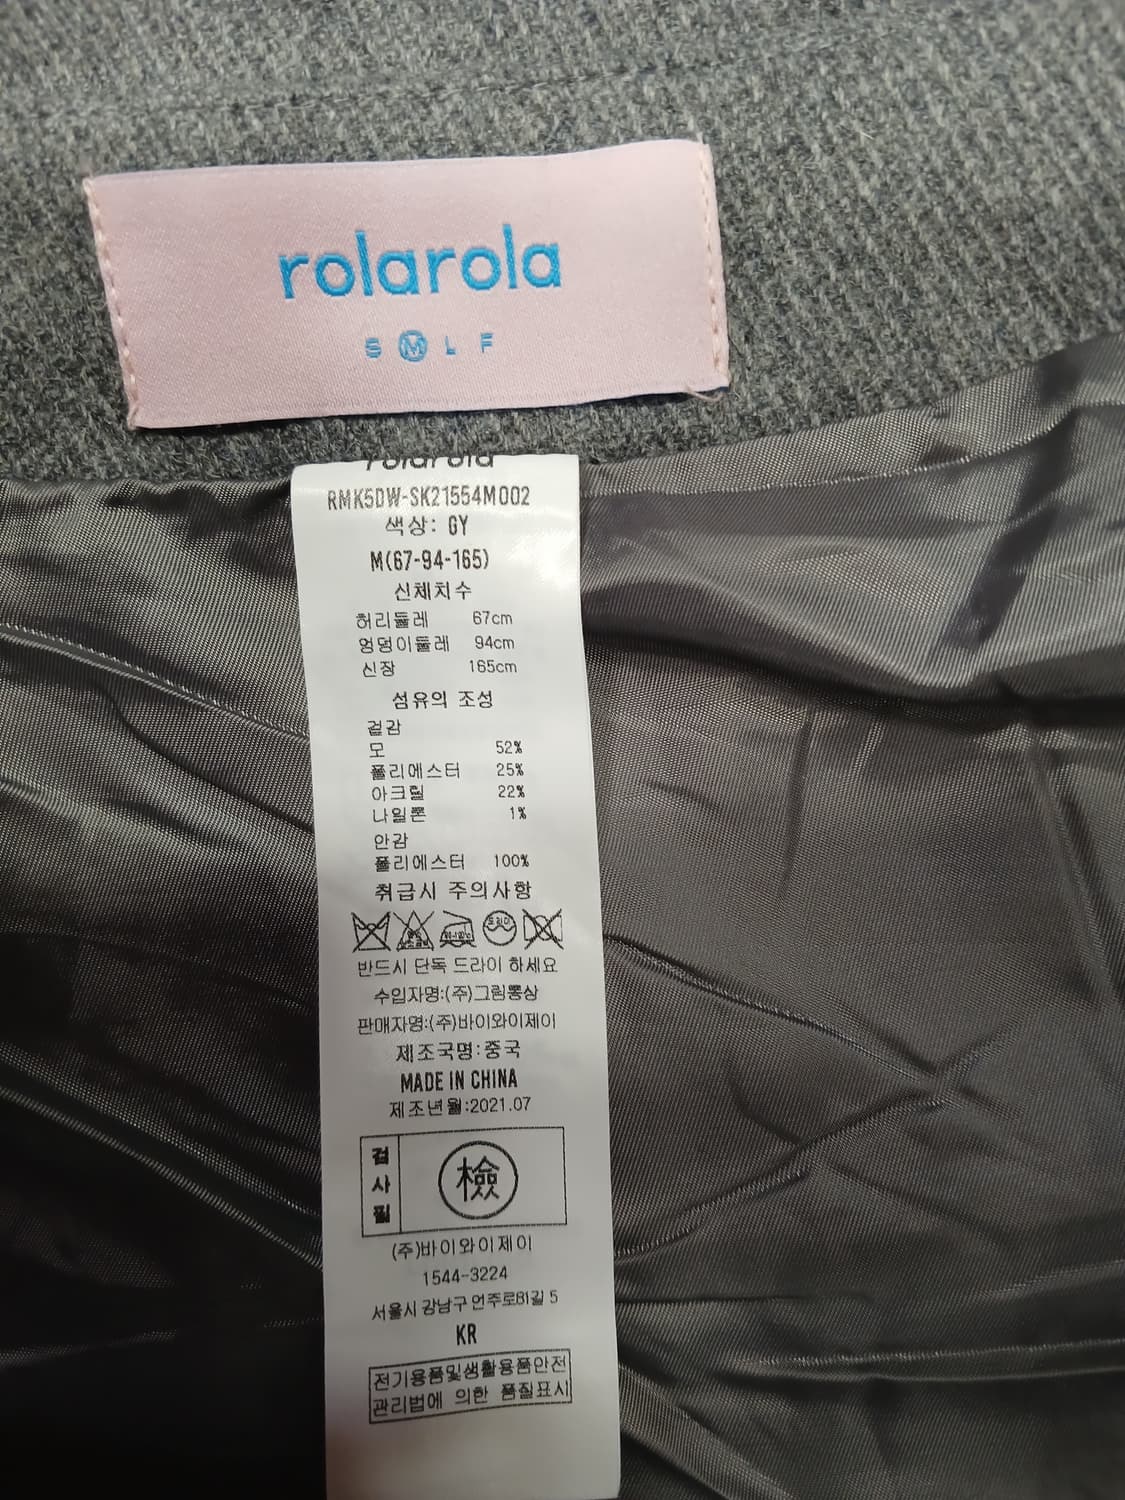 rolarola
S M L F
rolarola
RMK5DW-SK21554M002
색상: GY
M(67-94-165)
신체치수
허리둘레 67cm
엉덩이둘레 94cm
신장 165cm
섬유의 조성
겉감
모 52%
폴리에스터 25%
아크릴 22%
나일론 1%
안감
폴리에스터 100%
취급시 주의사항
드라이
반드시 단독 드라이 하세요
수입자명:(주)그림통상
판매자명:(주)바이와이제이
제조국명:중국
MADE IN CHINA
제조년월:2021.07
검사필 檢
(주)바이와이제이
1544-3224
서울시 강남구 언주로81길 5
KR
전기용품및생활용품안전
관리법에 의한 품질표시